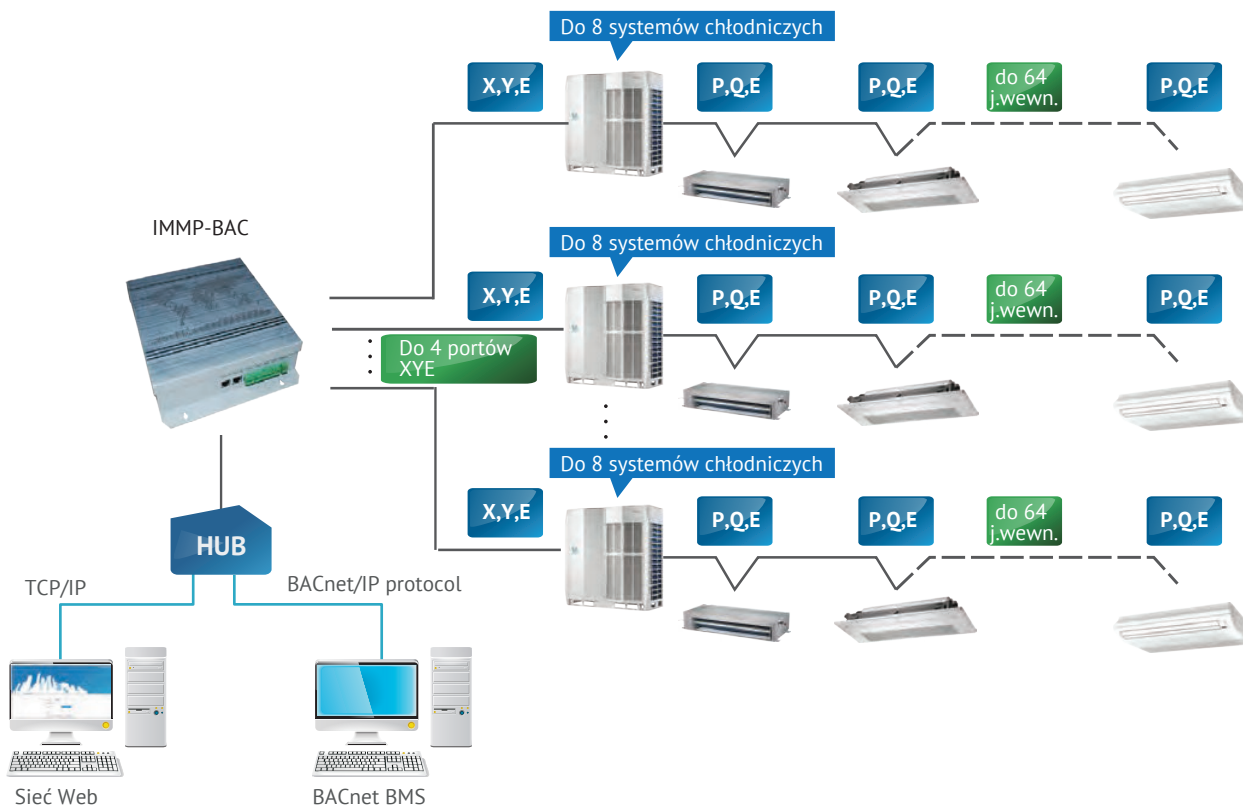 Do 8 systemów chłodniczych
X,Y,E
P,Q,E
P,Q,E
do 64
j.wewn.
P,Q,E
IMMP-BAC
Do 8 systemów chłodniczych
X,Y,E
P,Q,E
P,Q,E
do 64
j.wewn.
P,Q,E
Do 4 portów
XYE
Do 8 systemów chłodniczych
X,Y,E
P,Q,E
P,Q,E
do 64
j.wewn.
P,Q,E
HUB
TCP/IP
BACnet/IP protocol
Sieć Web
BACnet BMS